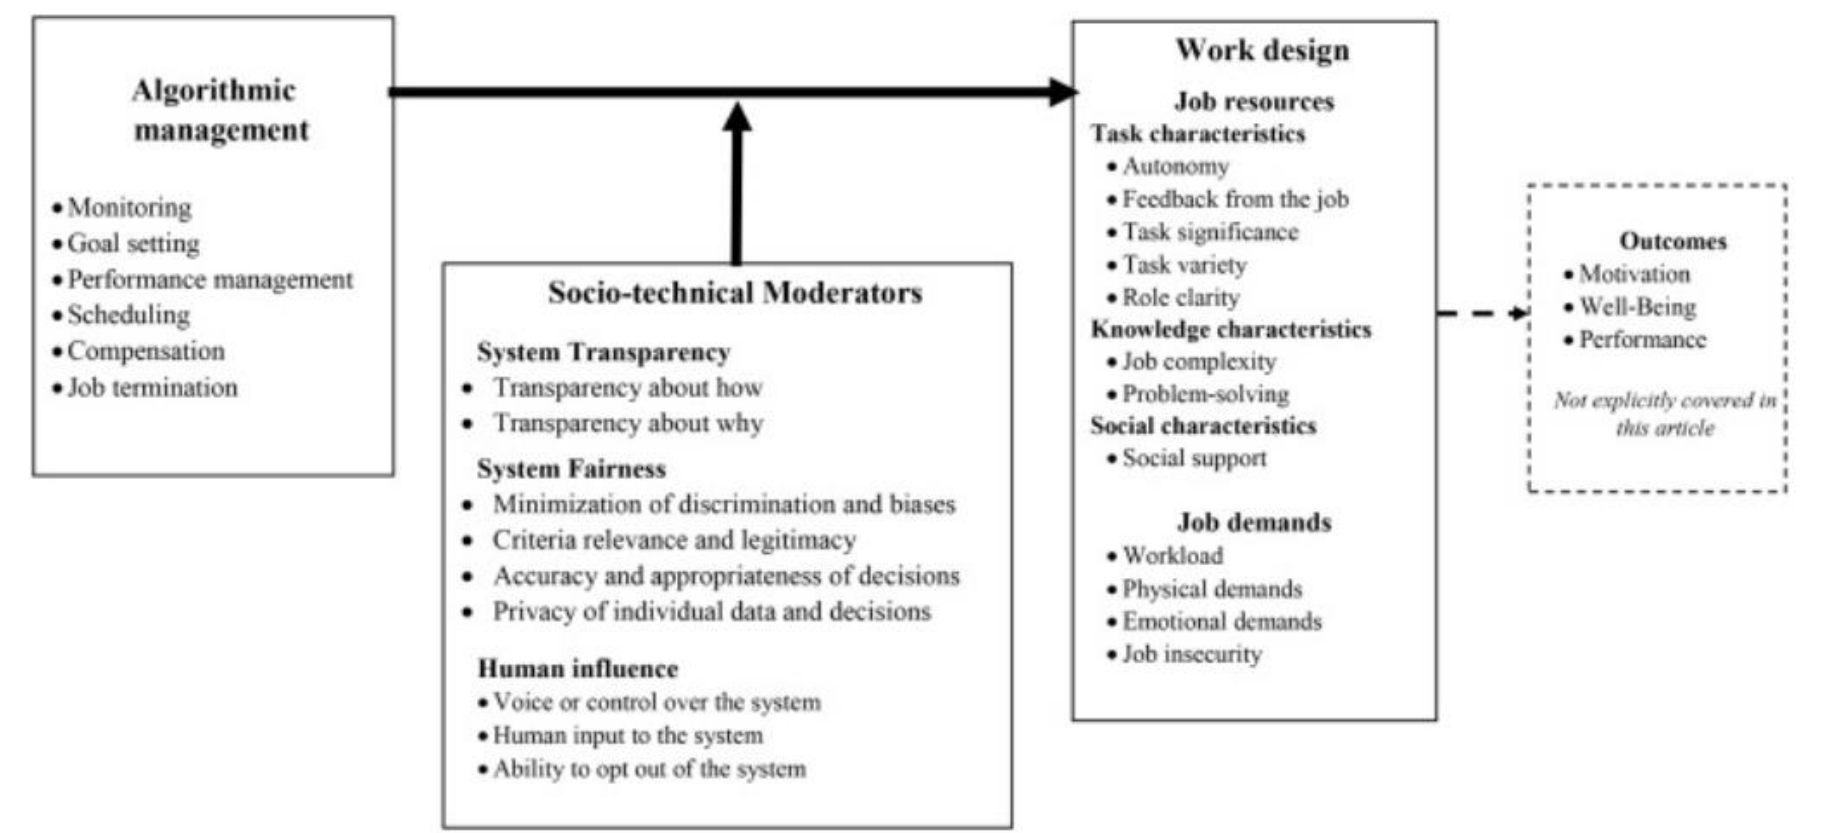 Algorithmic
management
• Monitoring
• Goal setting
• Performance management
• Scheduling
• Compensation
• Job termination
Socio-technical Moderators
System Transparency
• Transparency about how
• Transparency about why
System Fairness
• Minimization of discrimination and biases
• Criteria relevance and legitimacy
• Accuracy and appropriateness of decisions
• Privacy of individual data and decisions
Human influence
• Voice or control over the system
• Human input to the system
• Ability to opt out of the system
Work design
Job resources
Task characteristics
• Autonomy
• Feedback from the job
• Task significance
• Task variety
• Role clarity
Knowledge characteristics
• Job complexity
• Problem-solving
Social characteristics
• Social support
Job demands
• Workload
• Physical demands
• Emotional demands
• Job insecurity
Outcomes
• Motivation
• Well-Being
• Performance
Not explicitly covered in
this article